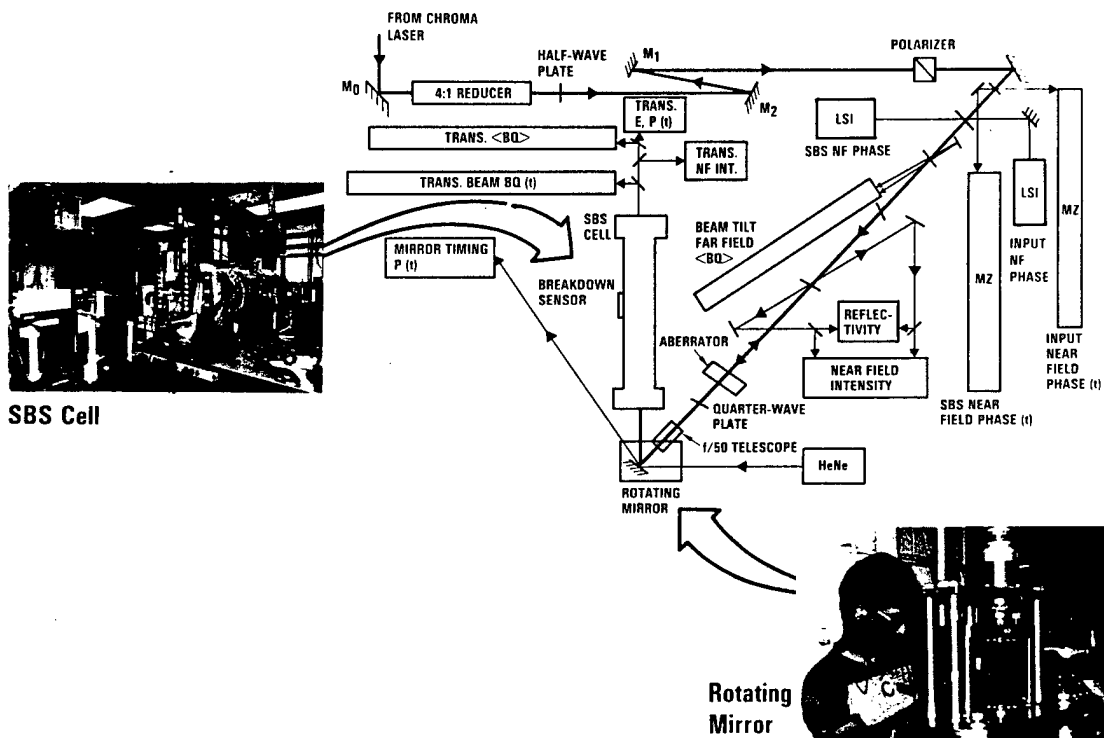 FROM CHROMA
LASER
M0
4:1 REDUCER
HALF-WAVE
PLATE
M1
M2
POLARIZER
TRANS.
E, P (t)
TRANS. <BQ>
TRANS.
NF INT.
TRANS. BEAM BQ (t)
LSI
SBS NF PHASE
LSI
INPUT
NF
PHASE
MZ
INPUT
NEAR
FIELD
PHASE (t)
MZ
SBS NEAR
FIELD PHASE (t)
SBS
CELL
MIRROR TIMING
P (t)
BREAKDOWN
SENSOR
BEAM TILT
FAR FIELD
<BQ>
REFLEC-
TIVITY
NEAR FIELD
INTENSITY
ABERRATOR
QUARTER-WAVE
PLATE
f/50 TELESCOPE
HeNe
ROTATING
MIRROR
SBS Cell
Rotating
Mirror